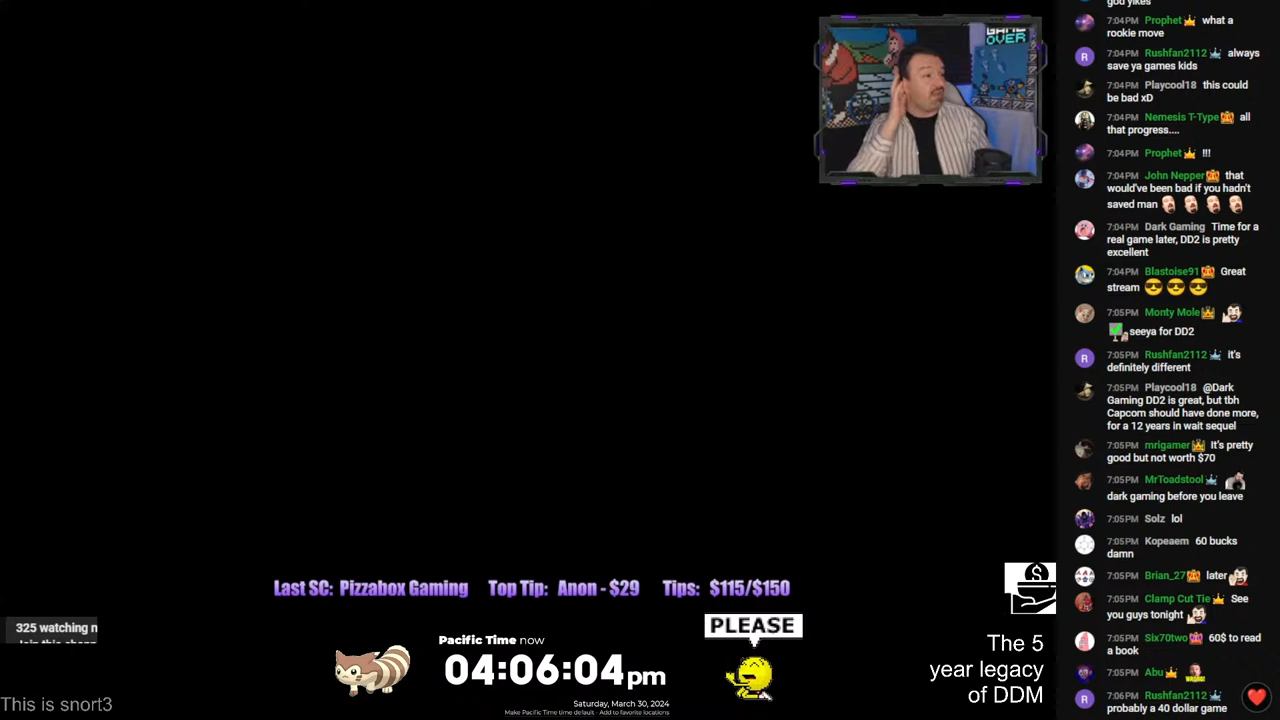 god yikes
7:04PM Prophet what a
rookie move
7:04PM Rushfan2112 always
save ya games kids
7:04PM Playcool18 this could
be bad xD
7:04PM Nemesis T-Type all
that progress....
7:04PM Prophet !!!
7:04PM John Nepper that
would've been bad if you hadn't
saved man
7:04PM Dark Gaming Time for a
real game later, DD2 is pretty
excellent
7:04PM Blastoise91 Great
stream
7:05PM Monty Mole
seeya for DD2
7:05PM Rushfan2112 it's
definitely different
7:05PM Playcool18 @Dark
Gaming DD2 is great, but tbh
Capcom should have done more,
for a 12 years in wait sequel
7:05PM mrigamer It's pretty
good but not worth $70
7:05PM MrToadstool
dark gaming before you leave
7:05PM Solz lol
7:05PM Kopeaem 60 bucks
damn
7:05PM Brian_27 later
7:05PM Clamp Cut Tie See
you guys tonight
7:05PM Six70two 60$ to read
a book
7:05PM Abu
7:06PM Rushfan2112
probably a 40 dollar game
GAME
OVER
Last SC: Pizzabox Gaming Top Tip: Anon - $29 Tips: $115/$150
325 watching n
PLEASE
Pacific Time now
04:06:04 pm
Saturday, March 30, 2024
Make Pacific Time time default - Add to favorite locations
The 5
year legacy
of DDM
This is snort3